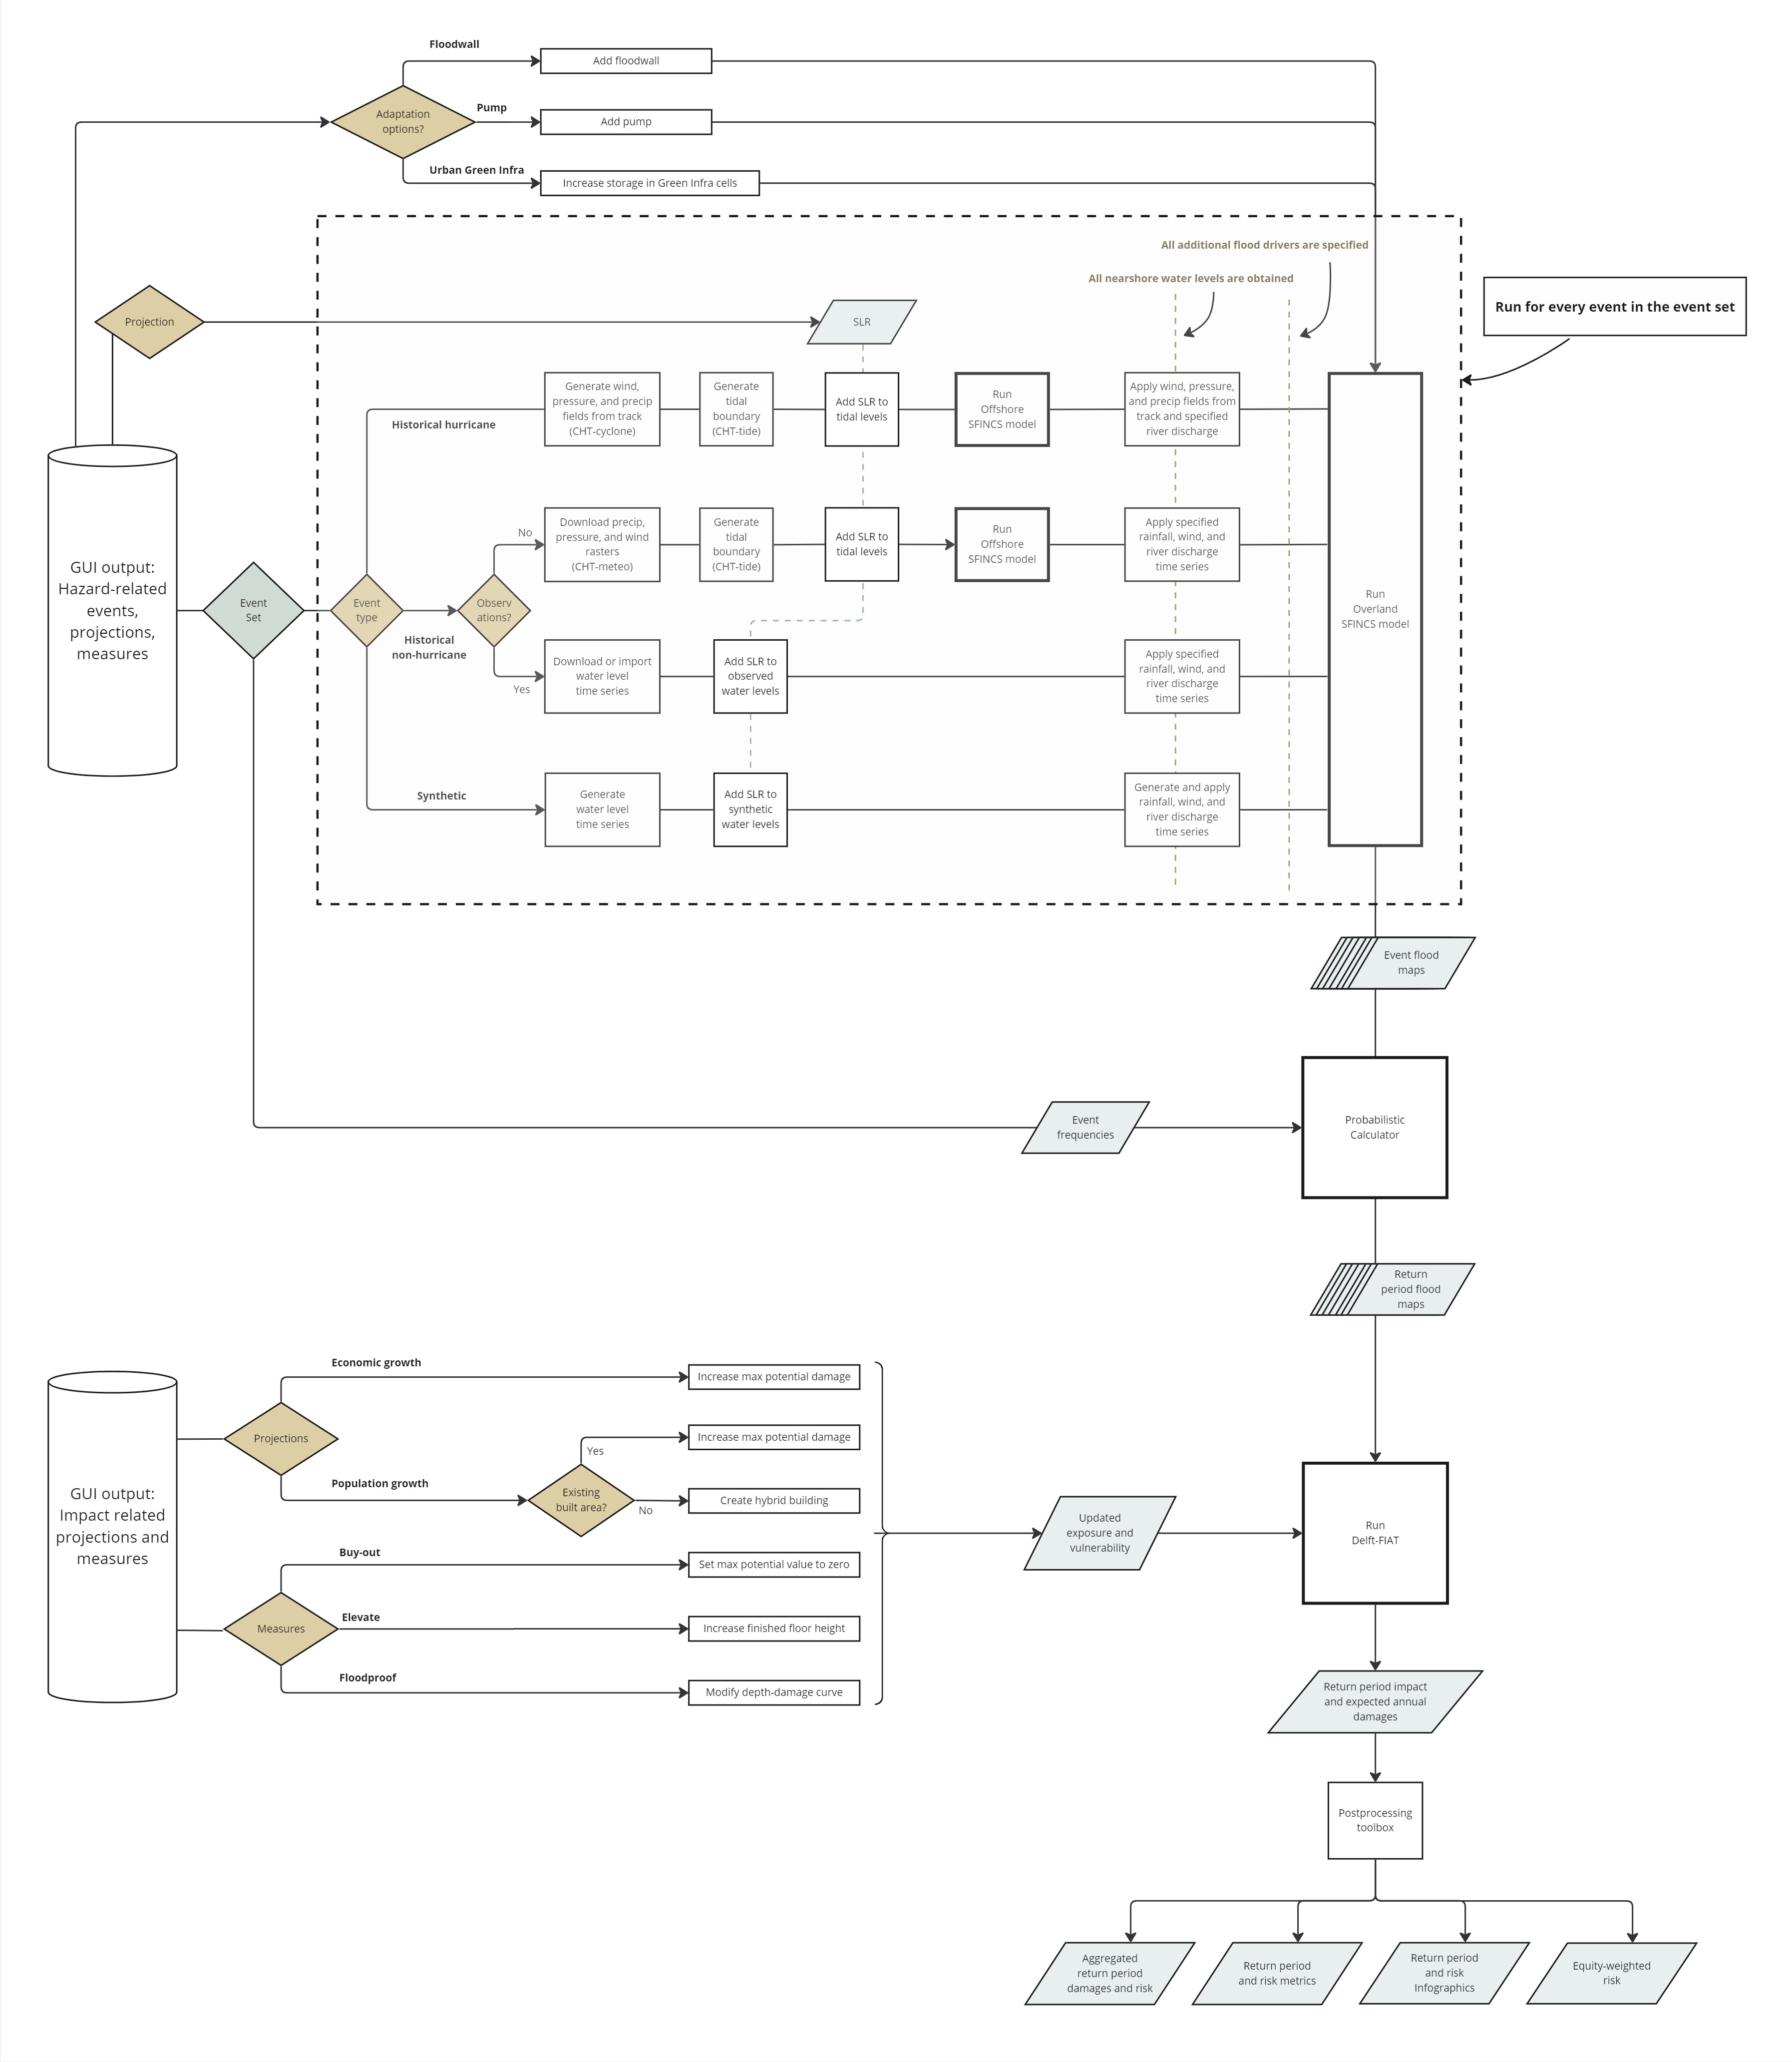 Floodwall
Add floodwall
Adaptation
options?
Pump
Add pump
Urban Green Infra
Increase storage in Green Infra cells
All additional flood drivers are specified
All nearshore water levels are obtained
Run for every event in the event set
Projection
SLR
Historical hurricane
Generate wind,
pressure, and precip
fields from track
(CHT-cyclone)
Generate
tidal
boundary
(CHT-tide)
Add SLR to
tidal levels
Run
Offshore
SFINCS model
Apply wind, pressure,
and precip fields from
track and specified
river discharge
No
Download precip,
pressure, and wind
rasters
(CHT-meteo)
Generate
tidal
boundary
(CHT-tide)
Add SLR to
tidal levels
Run
Offshore
SFINCS model
Apply specified
rainfall, wind, and
river discharge
time series
GUI output:
Hazard-related
events,
projections,
measures
Event
Set
Event
type
Historical
non-hurricane
Observ
ations?
Run
Overland
SFINCS model
Yes
Download or import
water level
time series
Add SLR to
observed
water levels
Apply specified
rainfall, wind, and
river discharge
time series
Synthetic
Generate
water level
time series
Add SLR to
synthetic
water levels
Generate and apply
rainfall, wind, and
river discharge
time series
Event flood
maps
Event
frequencies
Probabilistic
Calculator
Return
period flood
maps
GUI output:
Impact related
projections and
measures
Projections
Economic growth
Increase max potential damage
Population growth
Existing
built area?
Yes
Increase max potential damage
No
Create hybrid building
Measures
Buy-out
Set max potential value to zero
Elevate
Increase finished floor height
Floodproof
Modify depth-damage curve
Updated
exposure and
vulnerability
Run
Delft-FIAT
Return period impact
and expected annual
damages
Postprocessing
toolbox
Aggregated
return period
damages and risk
Return period
and risk metrics
Return period
and risk
Infographics
Equity-weighted
risk